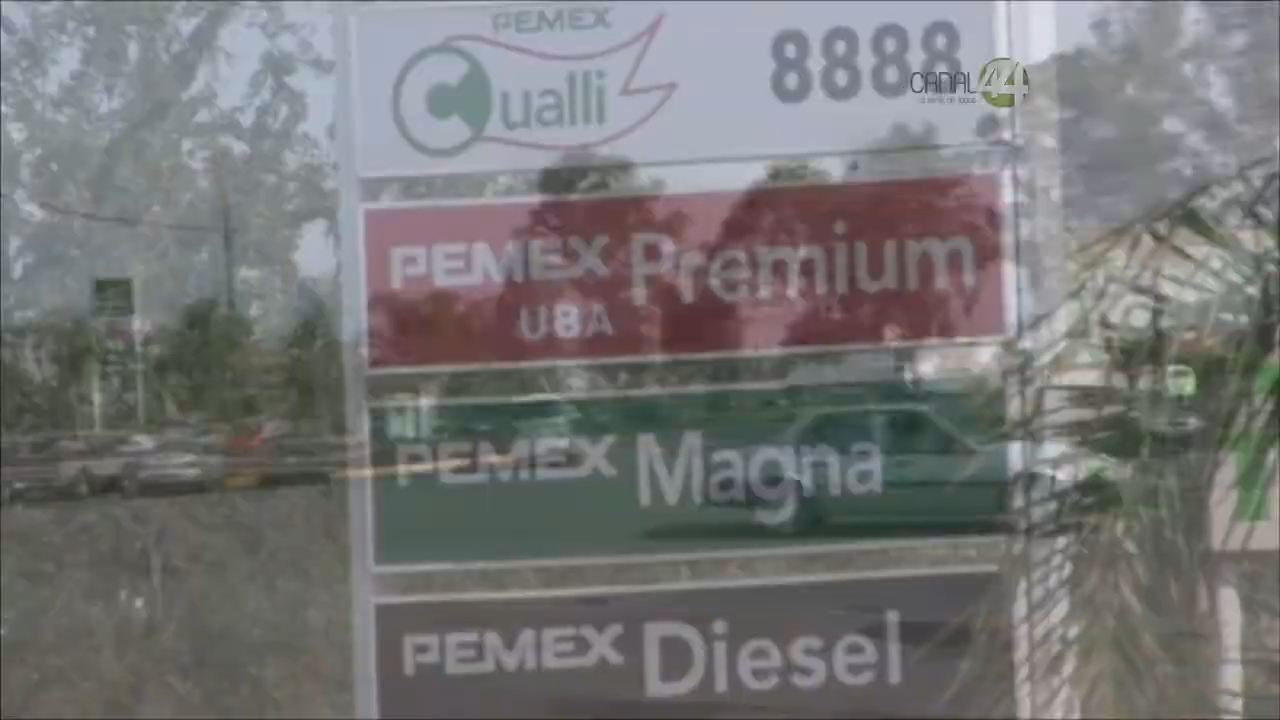 PEMEX
Cualli
8888
CANAL 44
PEMEX Premium
UBA
PEMEX Magna
PEMEX Diesel